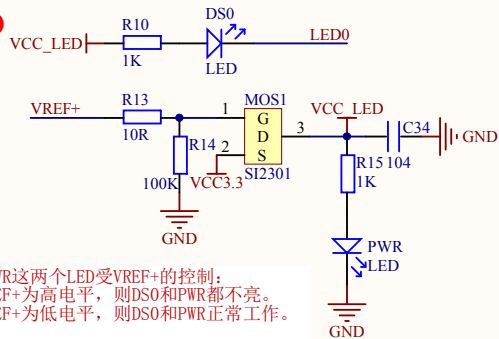 DS0
R10
VCC_LED
LED0
1K
LED
VREF+
R13
1
MOS1
G
D
S
VCC_LED
3
C34
GND
10R
R14
2
R15
104
100K
VCC3.3
SI2301
1K
GND
PWR
LED
WR这两个LED受VREF+的控制:
EF+为高电平，则DS0和PWR都不亮。
EF+为低电平，则DS0和PWR正常工作。
GND